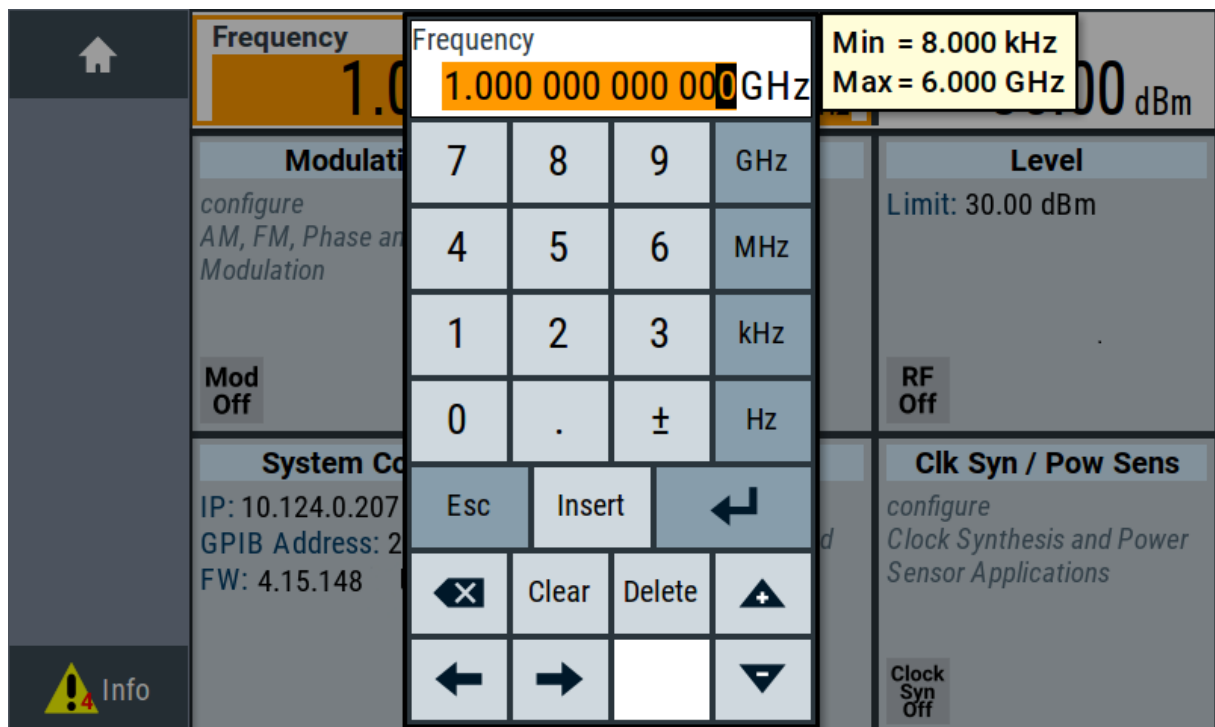 Frequency
1.0
Frequency
1.000 000 000 000 GHz
Min = 8.000 kHz
Max = 6.000 GHz
00 dBm
Modulati
configure
AM, FM, Phase an
Modulation
Mod
Off
7 8 9 GHz
4 5 6 MHz
1 2 3 kHz
0 . ± Hz
Esc Insert
Clear Delete
Level
Limit: 30.00 dBm
RF
Off
System Co
IP: 10.124.0.207
GPIB Address: 2
FW: 4.15.148
d
Clk Syn / Pow Sens
configure
Clock Synthesis and Power
Sensor Applications
Clock
Syn
Off
4 Info